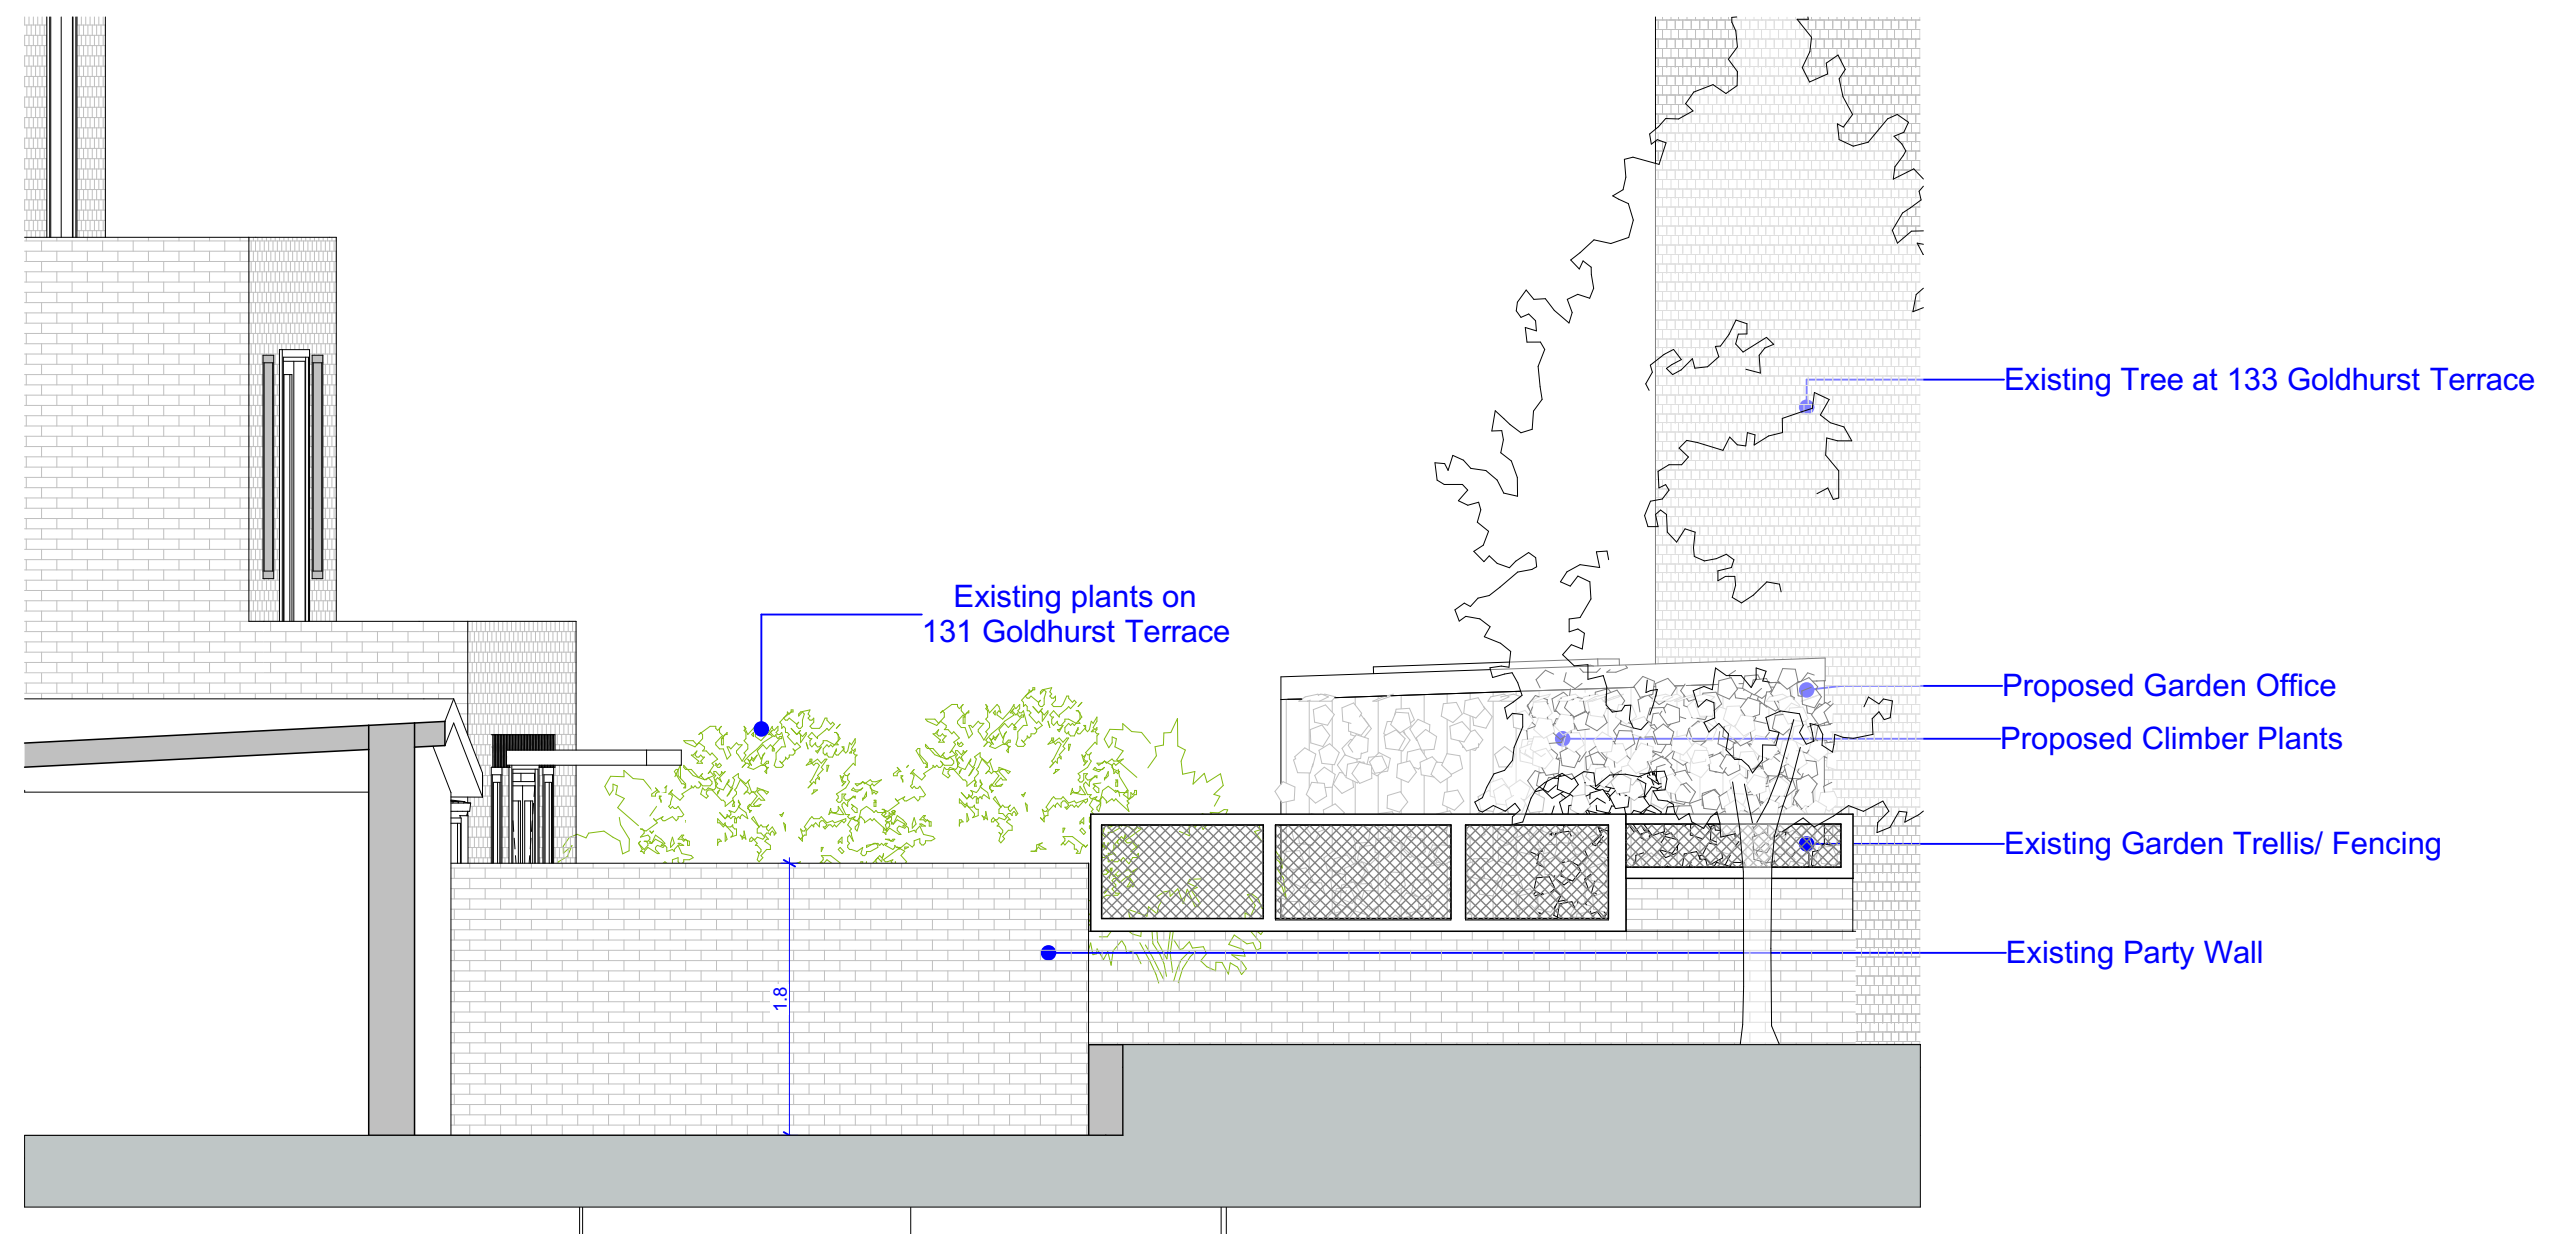 Existing Tree at 133 Goldhurst Terrace
Existing plants on
131 Goldhurst Terrace
Proposed Garden Office
Proposed Climber Plants
Existing Garden Trellis/ Fencing
Existing Party Wall
1.8